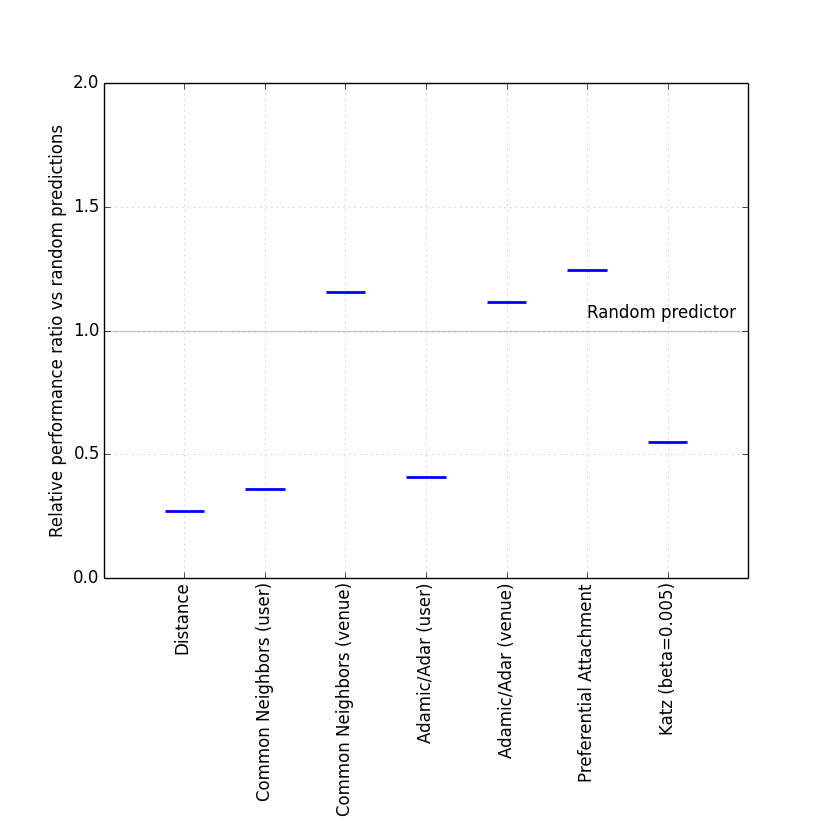 Relative performance ratio vs random predictions
2.0
1.5
1.0
0.5
0.0
Random predictor
Distance
Common Neighbors (user)
Common Neighbors (venue)
Adamic/Adar (user)
Adamic/Adar (venue)
Preferential Attachment
Katz (beta=0.005)